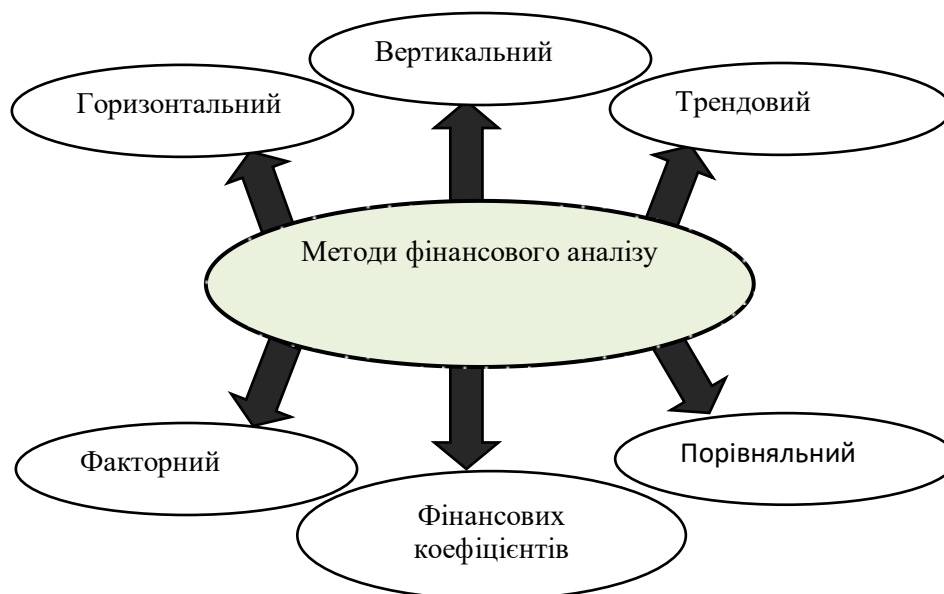 Вертикальний
Горизонтальний
Трендовий
Методи фінансового аналізу
Факторний
Порівняльний
Фінансових
коефіцієнтів